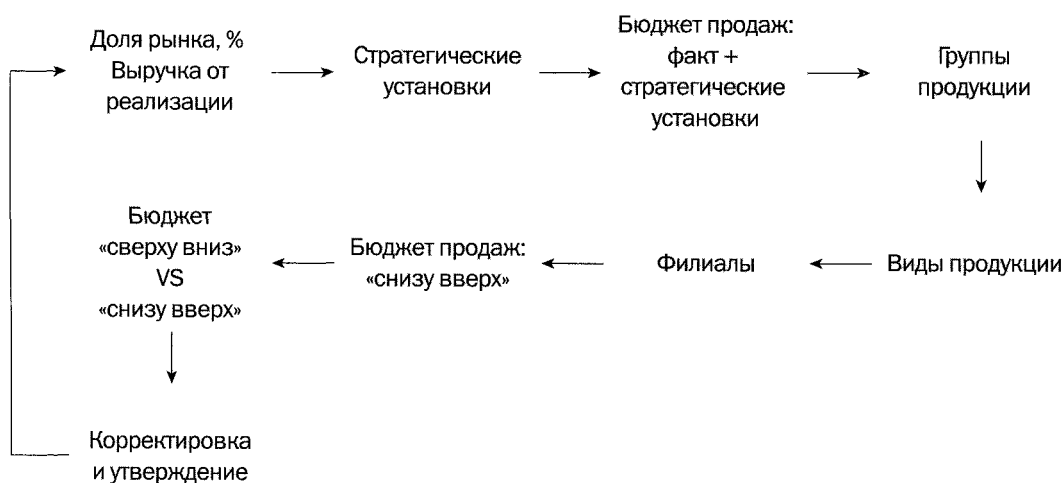 Доля рынка, %
Выручка от
реализации
Стратегические
установки
Бюджет продаж:
факт +
стратегические
установки
Группы
продукции
Виды продукции
Филиалы
Бюджет продаж:
«снизу вверх»
Бюджет
«сверху вниз»
VS
«снизу вверх»
Корректировка
и утверждение